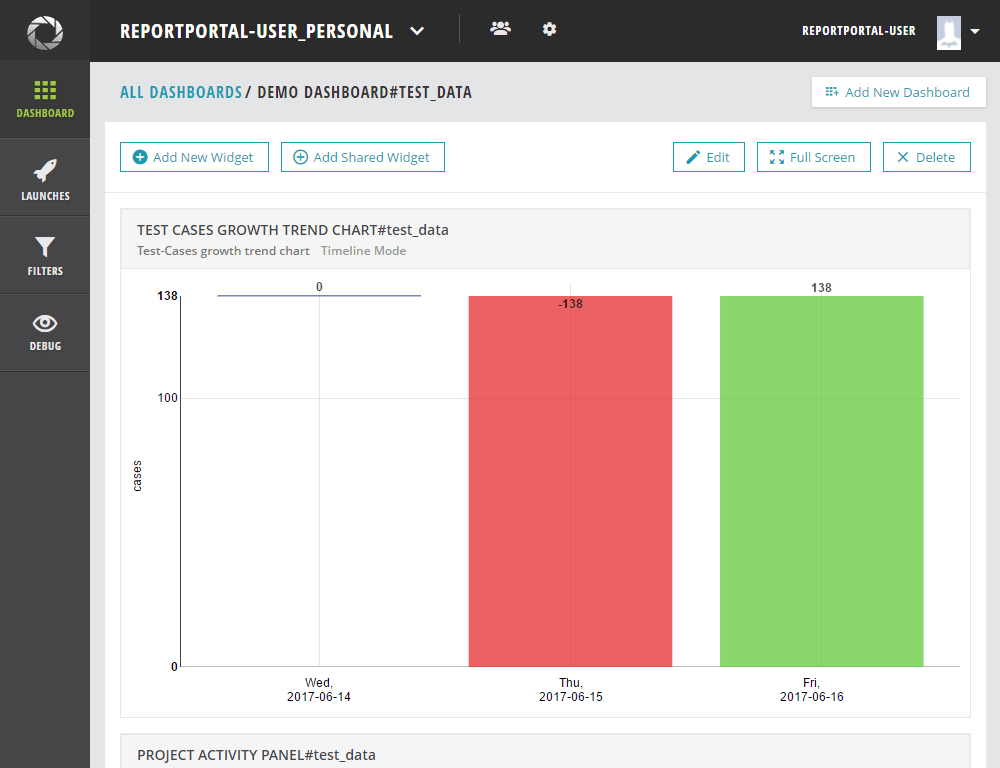 REPORTPORTAL-USER_PERSONAL
REPORTPORTAL-USER
DASHBOARD
LAUNCHES
FILTERS
DEBUG
ALL DASHBOARDS / DEMO DASHBOARD#TEST_DATA
Add New Dashboard
Add New Widget
Add Shared Widget
Edit
Full Screen
Delete
TEST CASES GROWTH TREND CHART#test_data
Test-Cases growth trend chart Timeline Mode
0
138
138
-138
100
cases
0
Wed,
2017-06-14
Thu,
2017-06-15
Fri,
2017-06-16
PROJECT ACTIVITY PANEL#test_data